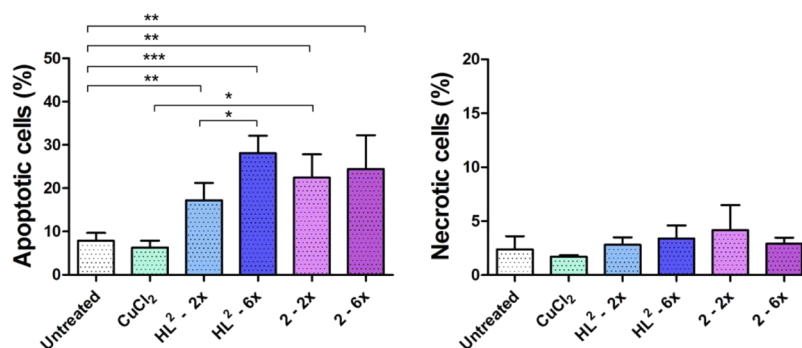 **
**
***
**
*
*
Apoptotic cells (%)
60
50
40
30
20
10
0
Untreated
CuCl₂
HL² - 2x
HL² - 6x
2 - 2x
2 - 6x
Necrotic cells (%)
20
15
10
5
0
Untreated
CuCl₂
HL² - 2x
HL² - 6x
2 - 2x
2 - 6x